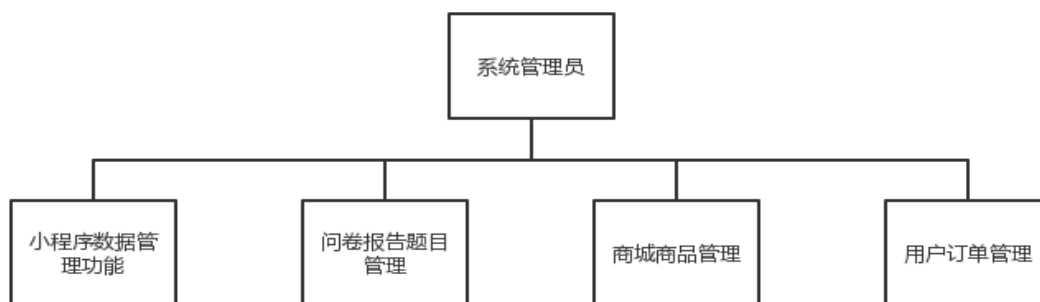 系统管理员
小程序数据管
理功能
问卷报告题目
管理
商城商品管理
用户订单管理